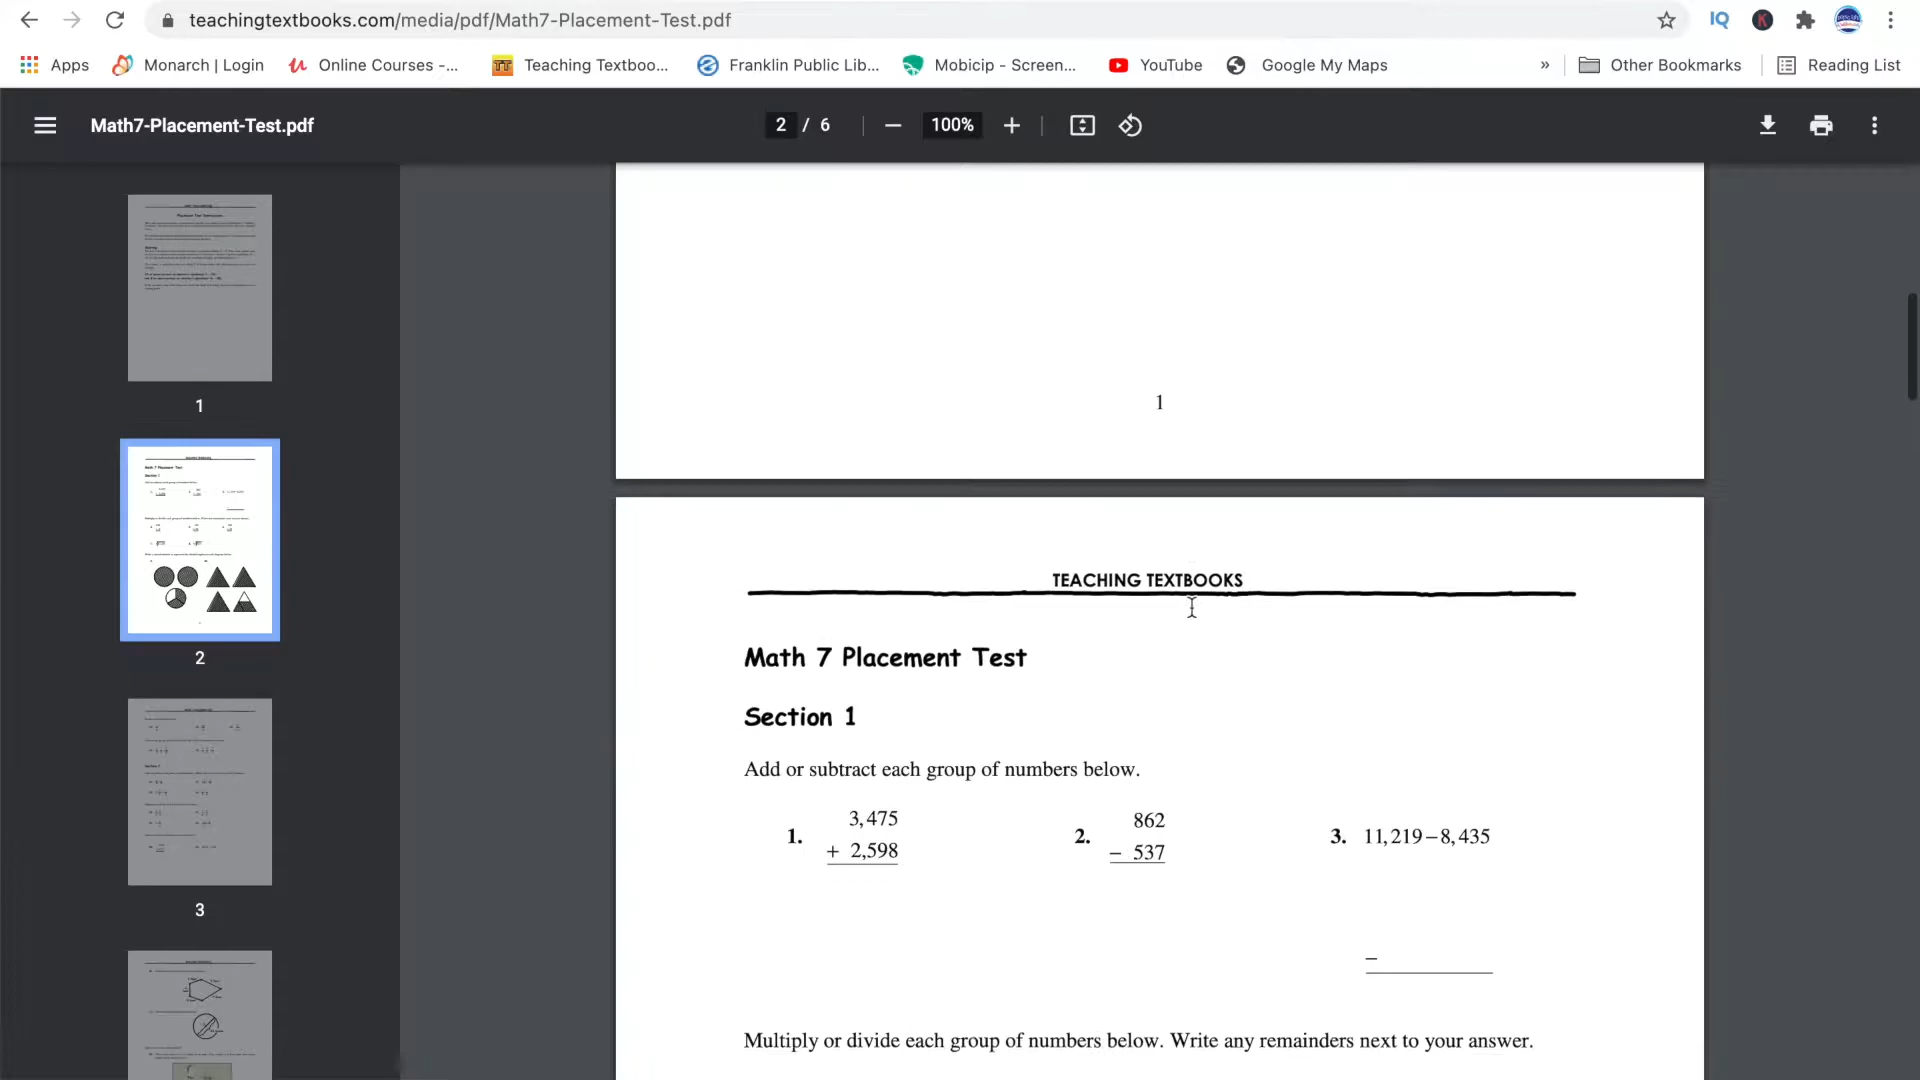 teachingtextbooks.com/media/pdf/Math7-Placement-Test.pdf
IQ
K
Apps
Monarch | Login
Online Courses -...
TT
Teaching Textboo...
Franklin Public Lib...
Mobicip - Screen...
YouTube
Google My Maps
»
Other Bookmarks
Reading List
Math7-Placement-Test.pdf
2 / 6
100%
1
2
3
1
TEACHING TEXTBOOKS
Math 7 Placement Test
Section 1
Add or subtract each group of numbers below.
1. 3,475
+ 2,598
2. 862
– 537
3. 11,219–8,435
–
Multiply or divide each group of numbers below. Write any remainders next to your answer.